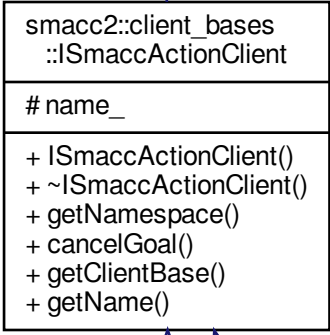 smacc2::client_bases
::ISmaccActionClient
# name_
+ ISmaccActionClient()
+ ~ISmaccActionClient()
+ getNamespace()
+ cancelGoal()
+ getClientBase()
+ getName()